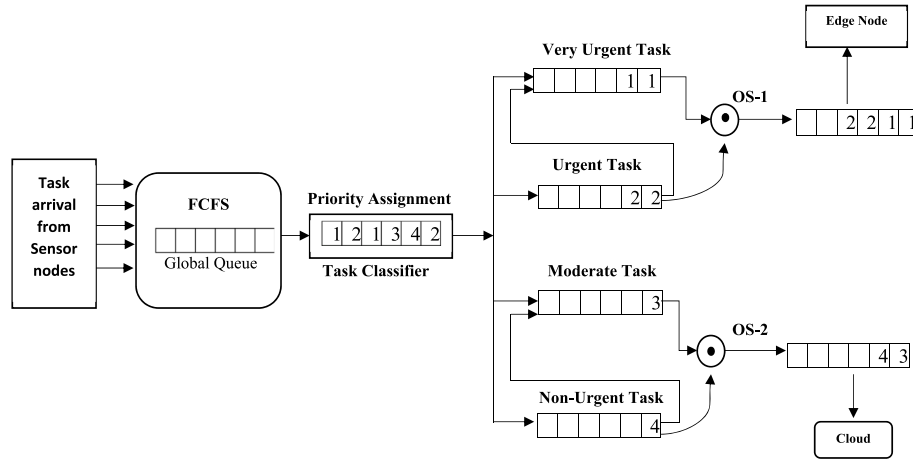 Edge Node
Very Urgent Task
1 1
OS-1
2 2 1 1
Urgent Task
2 2
Task
arrival
from
Sensor
nodes
FCFS
Global Queue
Priority Assignment
1 2 1 3 4 2
Task Classifier
Moderate Task
3
OS-2
4 3
Non-Urgent Task
4
Cloud